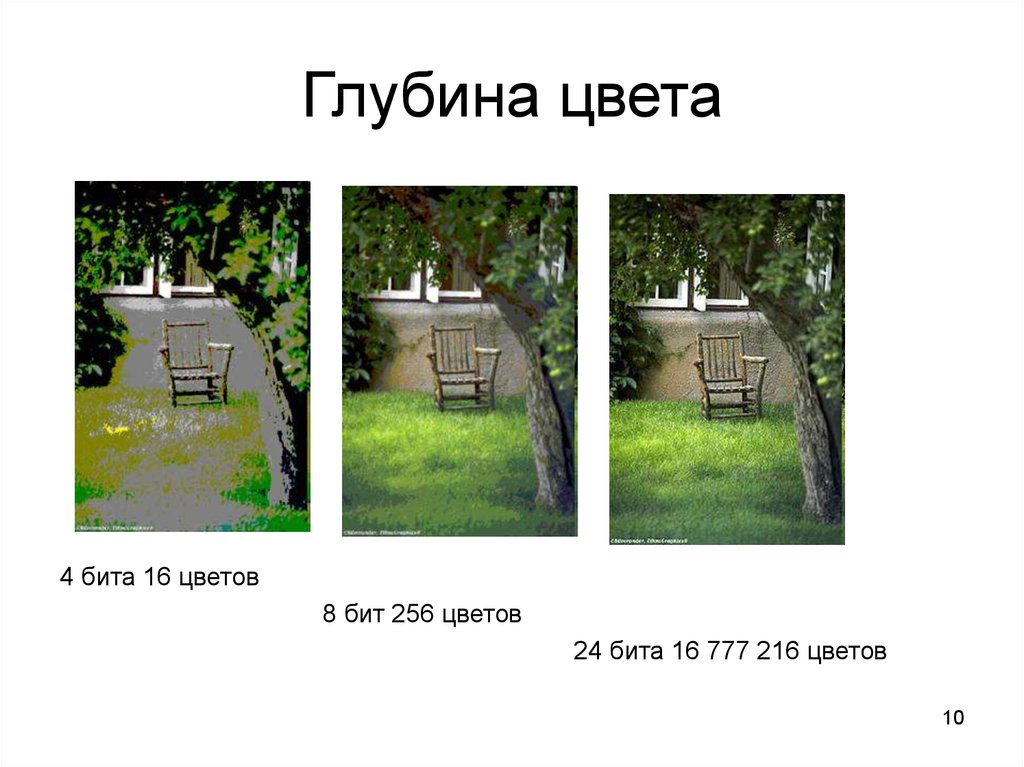 Глубина цвета
4 бита 16 цветов
8 бит 256 цветов
24 бита 16 777 216 цветов
10